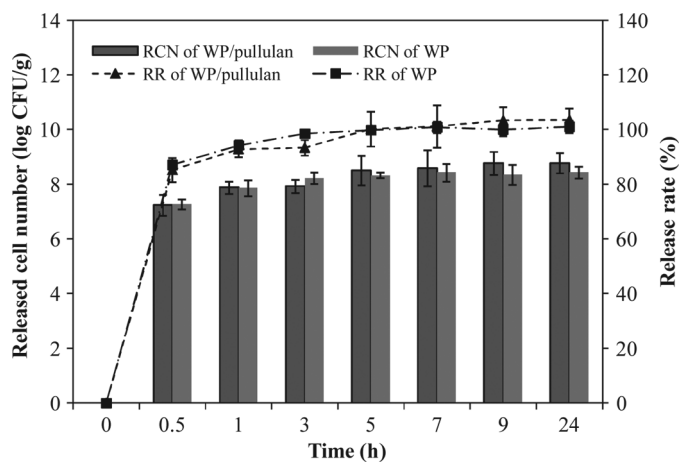 14 140
RCN of WP/pullulan RCN of WP
RR of WP/pullulan RR of WP
12 120
10 100
8 80
6 60
4 40
2 20
0 0
0 0.5 1 3 5 7 9 24
Time (h)
Released cell number (log CFU/g)
Release rate (%)